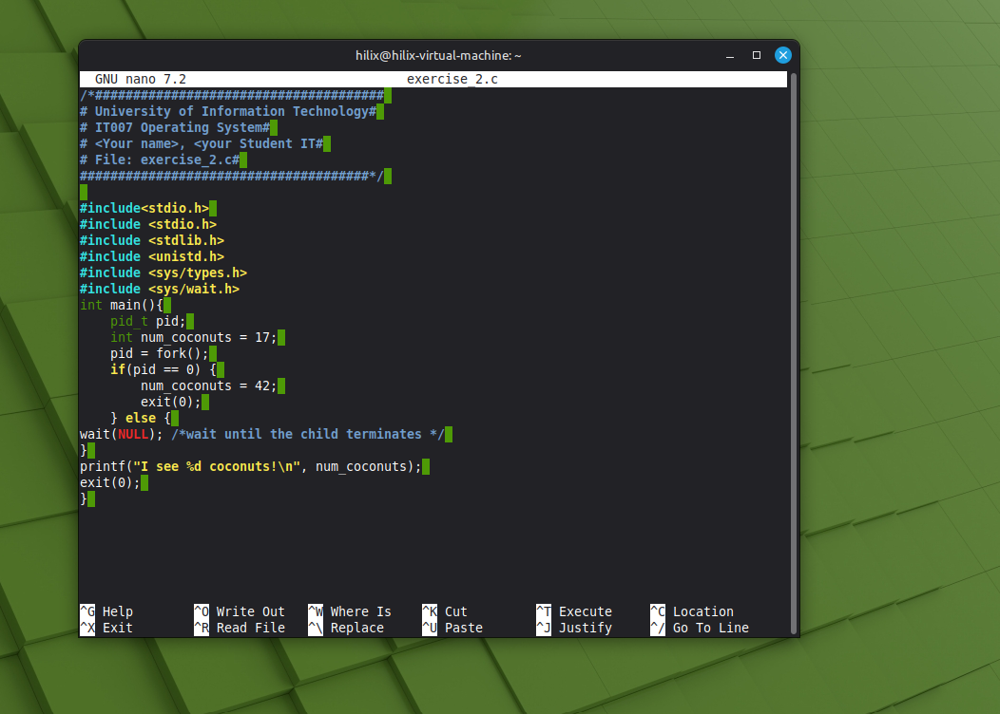 hilix@hilix-virtual-machine: ~
GNU nano 7.2 exercise_2.c
/*######################################
# University of Information Technology#
# IT007 Operating System#
# <Your name>, <your Student IT#
# File: exercise_2.c#
######################################*/
#include<stdio.h>
#include <stdio.h>
#include <stdlib.h>
#include <unistd.h>
#include <sys/types.h>
#include <sys/wait.h>
int main(){
    pid_t pid;
    int num_coconuts = 17;
    pid = fork();
    if(pid == 0) {
        num_coconuts = 42;
        exit(0);
    } else {
wait(NULL); /*wait until the child terminates */
}
printf("I see %d coconuts!\n", num_coconuts);
exit(0);
}
^G Help ^O Write Out ^W Where Is ^K Cut ^T Execute ^C Location
^X Exit ^R Read File ^\ Replace ^U Paste ^J Justify ^/ Go To Line